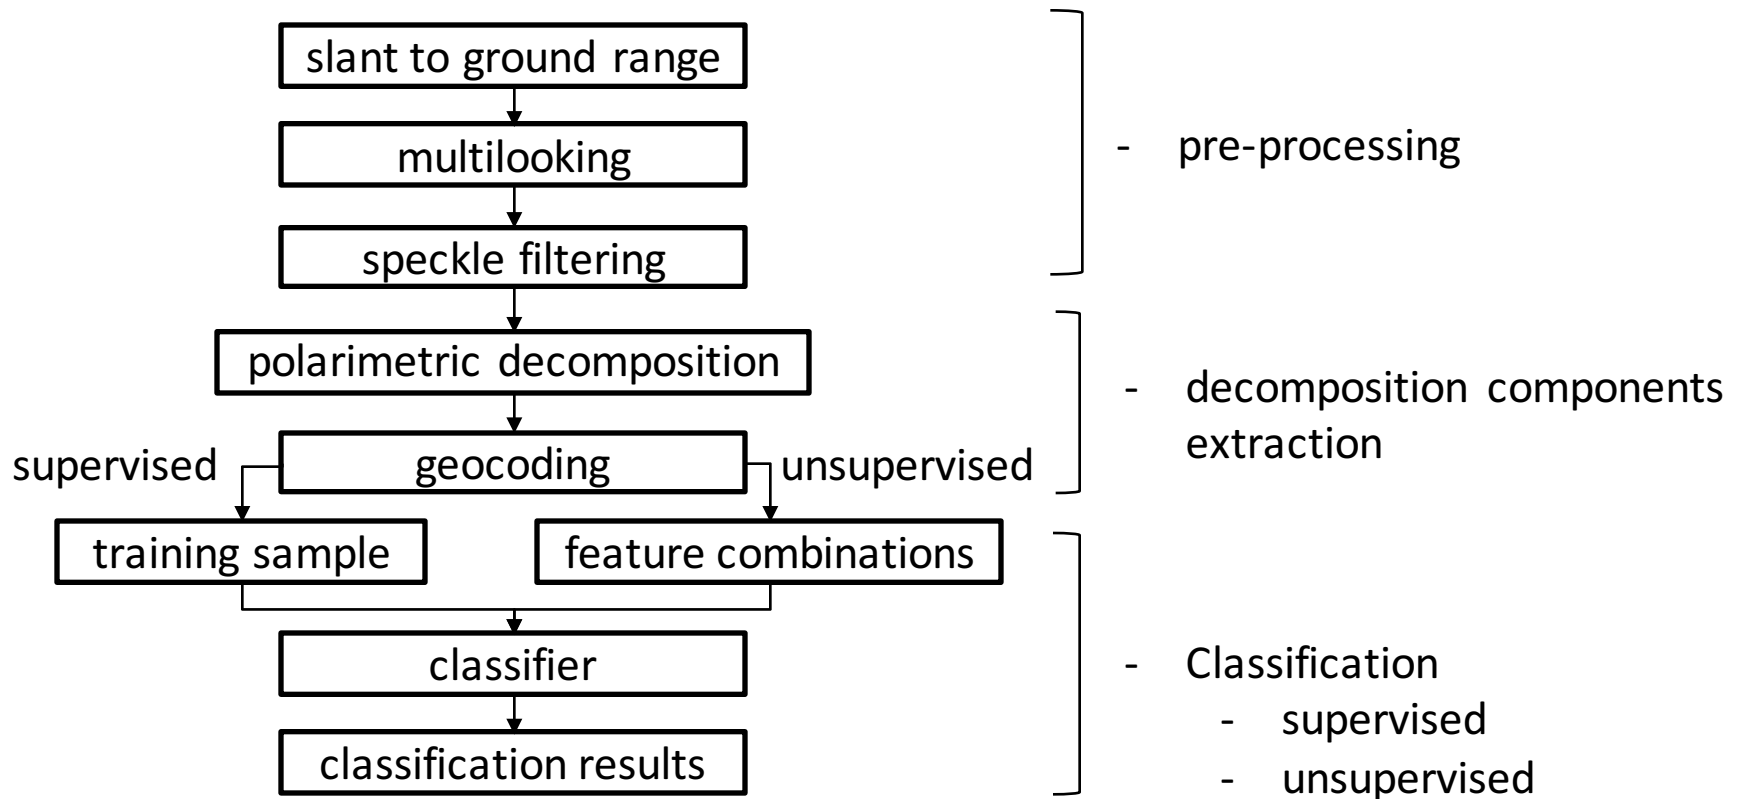 slant to ground range
multilooking
- pre-processing
speckle filtering
polarimetric decomposition
- decomposition components
extraction
supervised
geocoding
unsupervised
training sample
feature combinations
classifier
- Classification
- supervised
classification results
- unsupervised